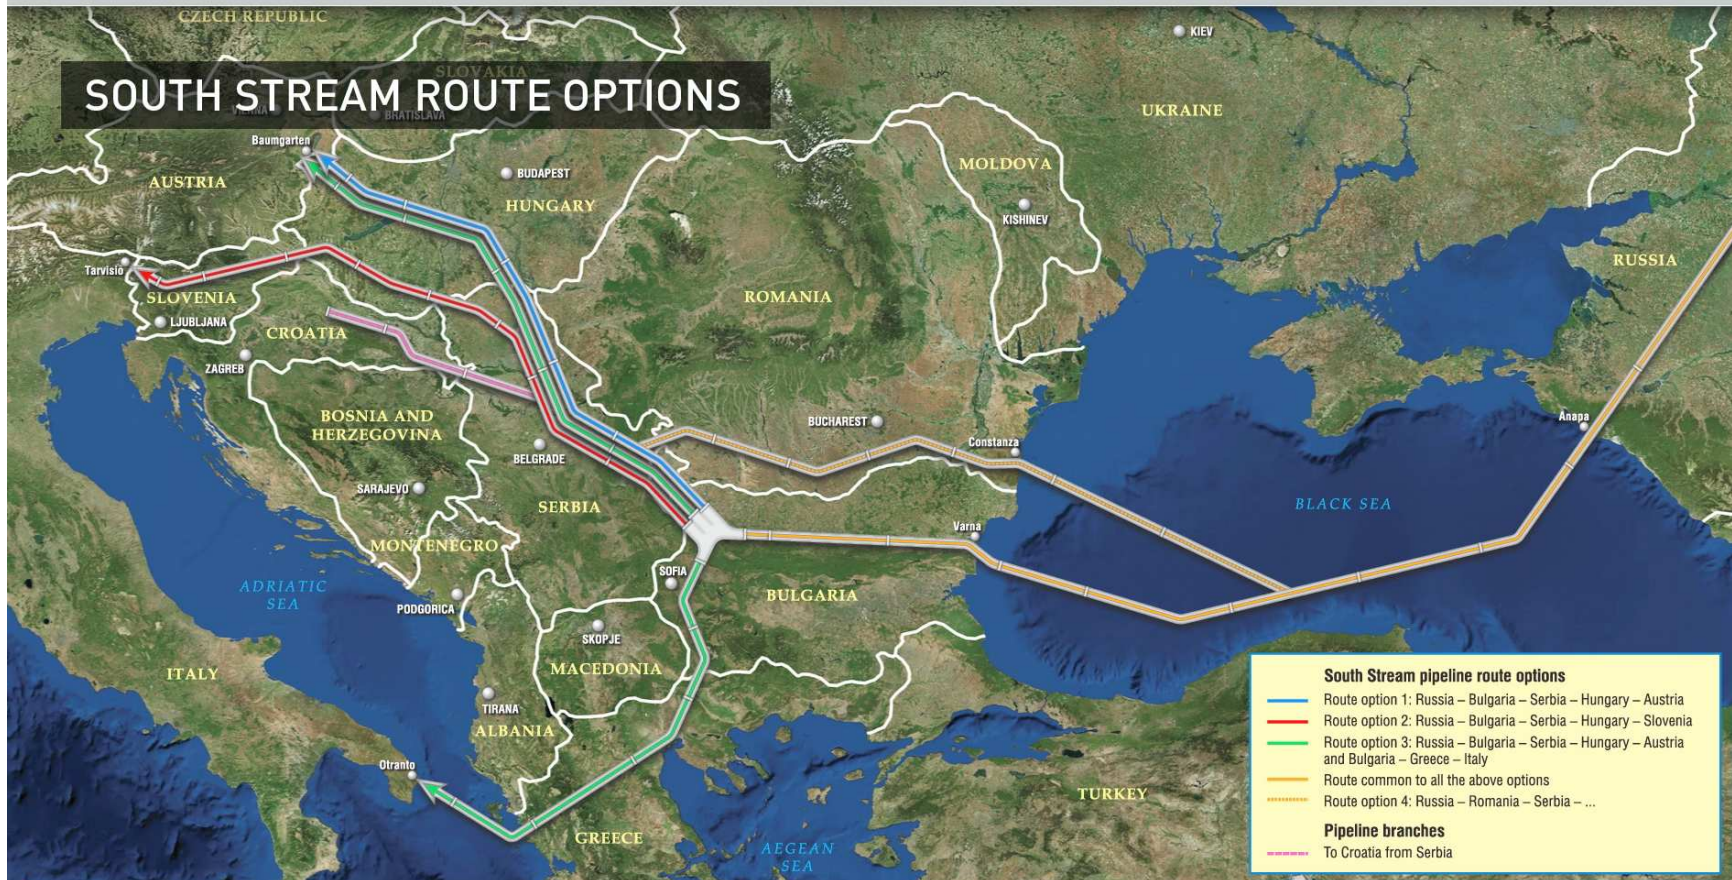 CZECH REPUBLIC
KIEV
SLOVAKIA
SOUTH STREAM ROUTE OPTIONS
VIENNA
BRATISLAVA
UKRAINE
Baumgarten
MOLDOVA
AUSTRIA
BUDAPEST
HUNGARY
KISHINEV
Tarvisio
RUSSIA
SLOVENIA
ROMANIA
LJUBLJANA
CROATIA
ZAGREB
BOSNIA AND
HERZEGOVINA
BUCHAREST
Anapa
Constanza
BELGRADE
SARAJEVO
SERBIA
BLACK SEA
Varna
MONTENEGRO
SOFIA
ADRIATIC
SEA
PODGORICA
BULGARIA
SKOPJE
MACEDONIA
ITALY
TIRANA
ALBANIA
Otranto
TURKEY
GREECE
AEGEAN
SEA
South Stream pipeline route options
Route option 1: Russia – Bulgaria – Serbia – Hungary – Austria
Route option 2: Russia – Bulgaria – Serbia – Hungary – Slovenia
Route option 3: Russia – Bulgaria – Serbia – Hungary – Austria
and Bulgaria – Greece – Italy
Route common to all the above options
Route option 4: Russia – Romania – Serbia – ...
Pipeline branches
To Croatia from Serbia